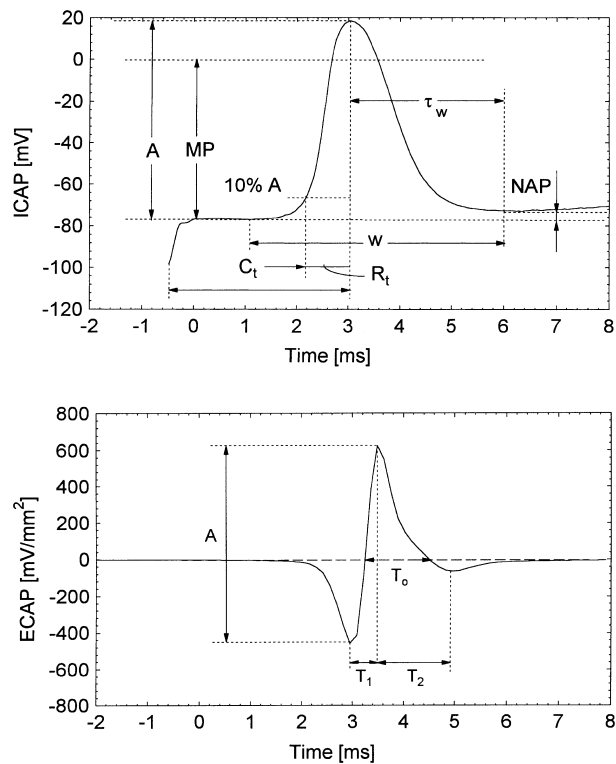 20
0
-20
-40
-60
-80
-100
-120
ICAP [mV]
A
MP
10% A
τw
NAP
w
Ct
Rt
-2 -1 0 1 2 3 4 5 6 7 8
Time [ms]
800
600
400
200
0
-200
-400
-600
-800
ECAP [mV/mm²]
A
To
T1
T2
-2 -1 0 1 2 3 4 5 6 7 8
Time [ms]